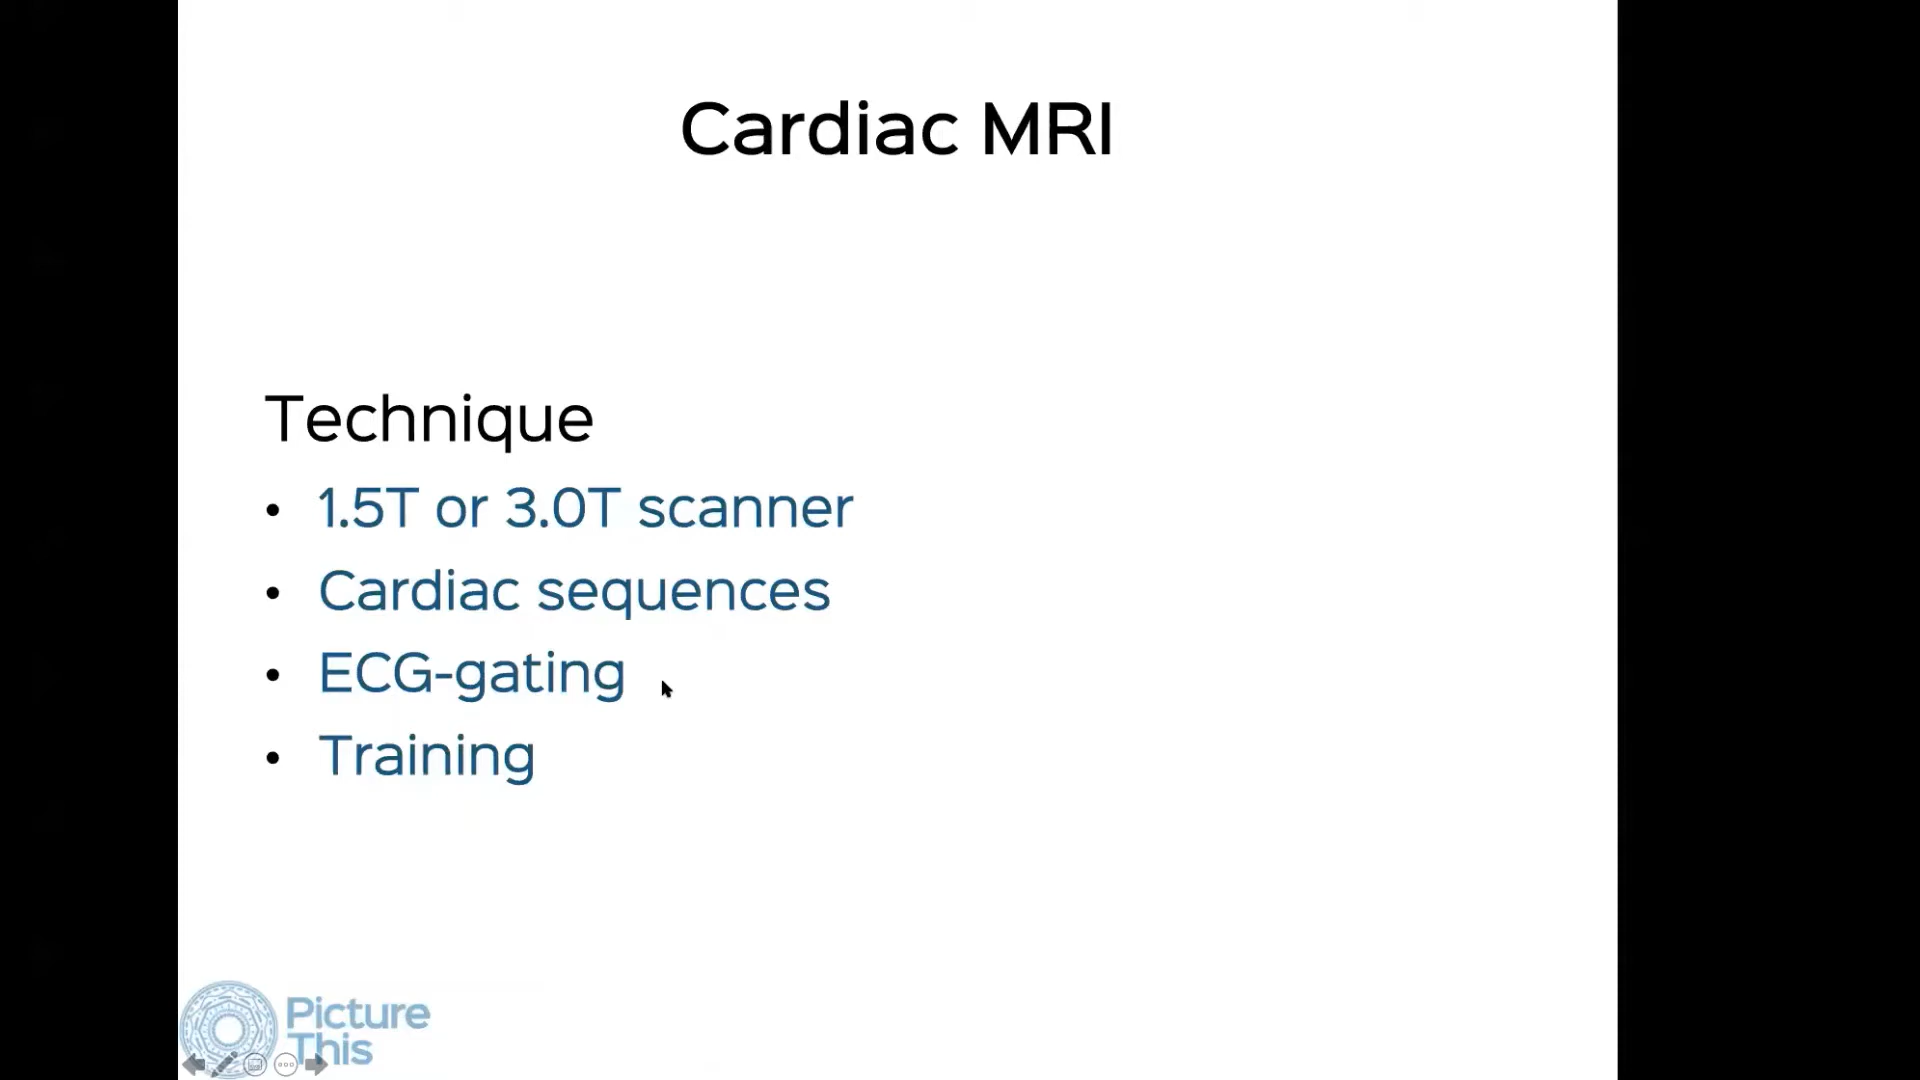 Cardiac MRI
Technique
• 1.5T or 3.0T scanner
• Cardiac sequences
• ECG-gating
• Training
Picture
This